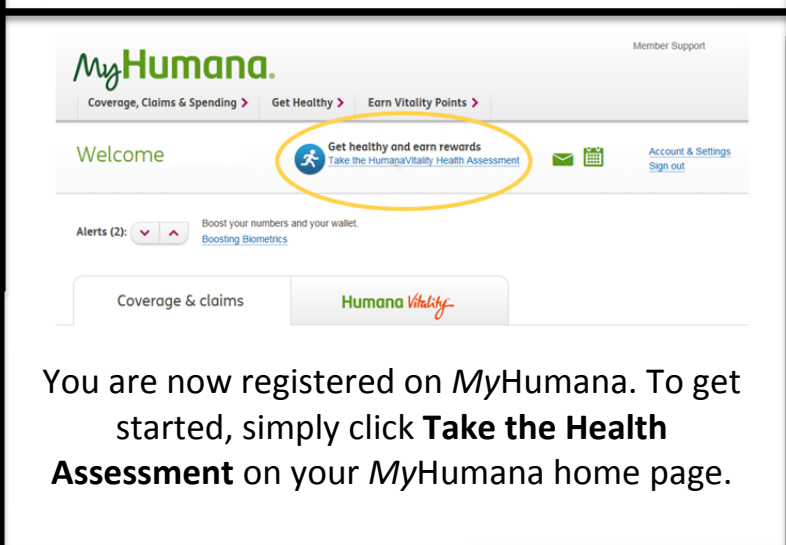 Member Support
MyHumana.
Coverage, Claims & Spending > Get Healthy > Earn Vitality Points >
Welcome
Get healthy and earn rewards
Take the HumanaVitality Health Assessment
Account & Settings
Sign out
Alerts (2):
Boost your numbers and your wallet.
Boosting Biometrics
Coverage & claims
Humana Vitality
You are now registered on MyHumana. To get
started, simply click Take the Health
Assessment on your MyHumana home page.